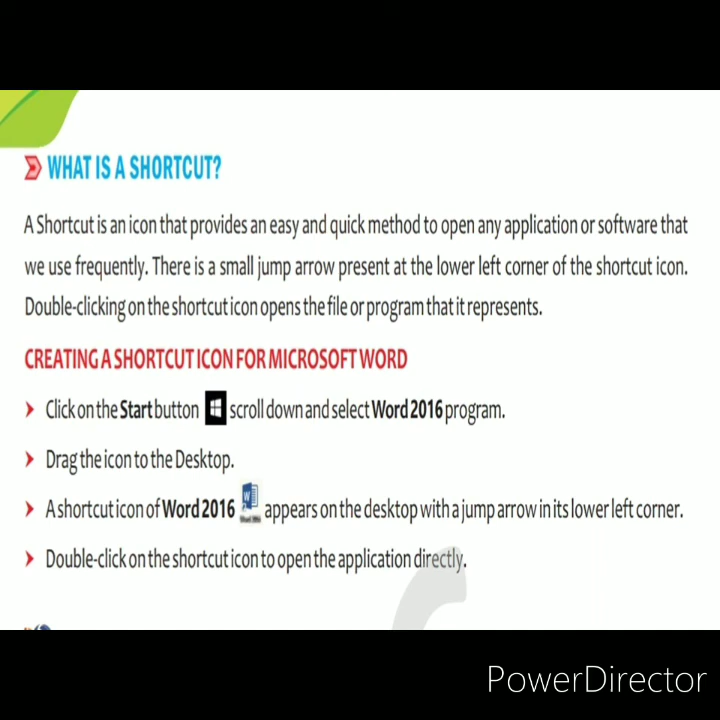 WHAT IS A SHORTCUT?
A Shortcut is an icon that provides an easy and quick method to open any application or software that
we use frequently. There is a small jump arrow present at the lower left corner of the shortcut icon.
Double-clicking on the shortcut icon opens the file or program that it represents.
CREATING A SHORTCUT ICON FOR MICROSOFT WORD
Click on the Start button scroll down and select Word 2016 program.
Drag the icon to the Desktop.
A shortcut icon of Word 2016 appears on the desktop with a jump arrow in its lower left corner.
Double-click on the shortcut icon to open the application directly.
PowerDirector